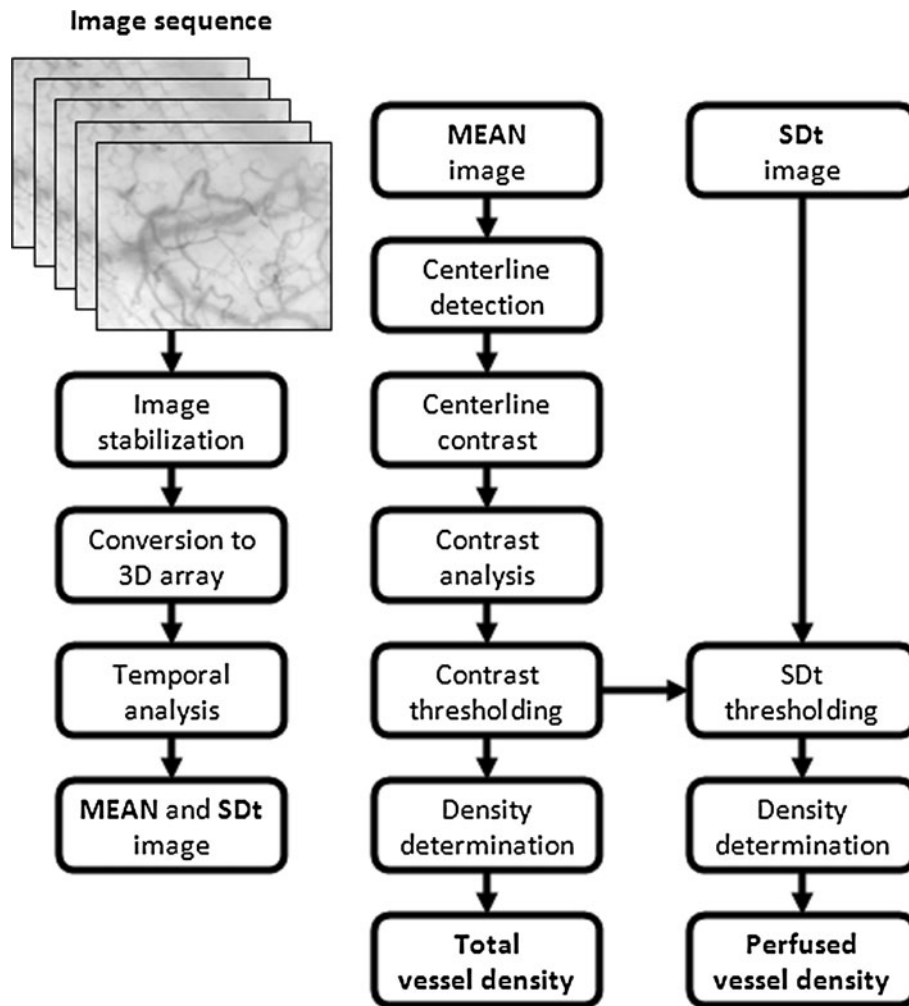 Image sequence
Image
stabilization
Conversion to
3D array
Temporal
analysis
MEAN and SDt
image
MEAN
image
Centerline
detection
Centerline
contrast
Contrast
analysis
Contrast
thresholding
Density
determination
Total
vessel density
SDt
image
SDt
thresholding
Density
determination
Perfused
vessel density